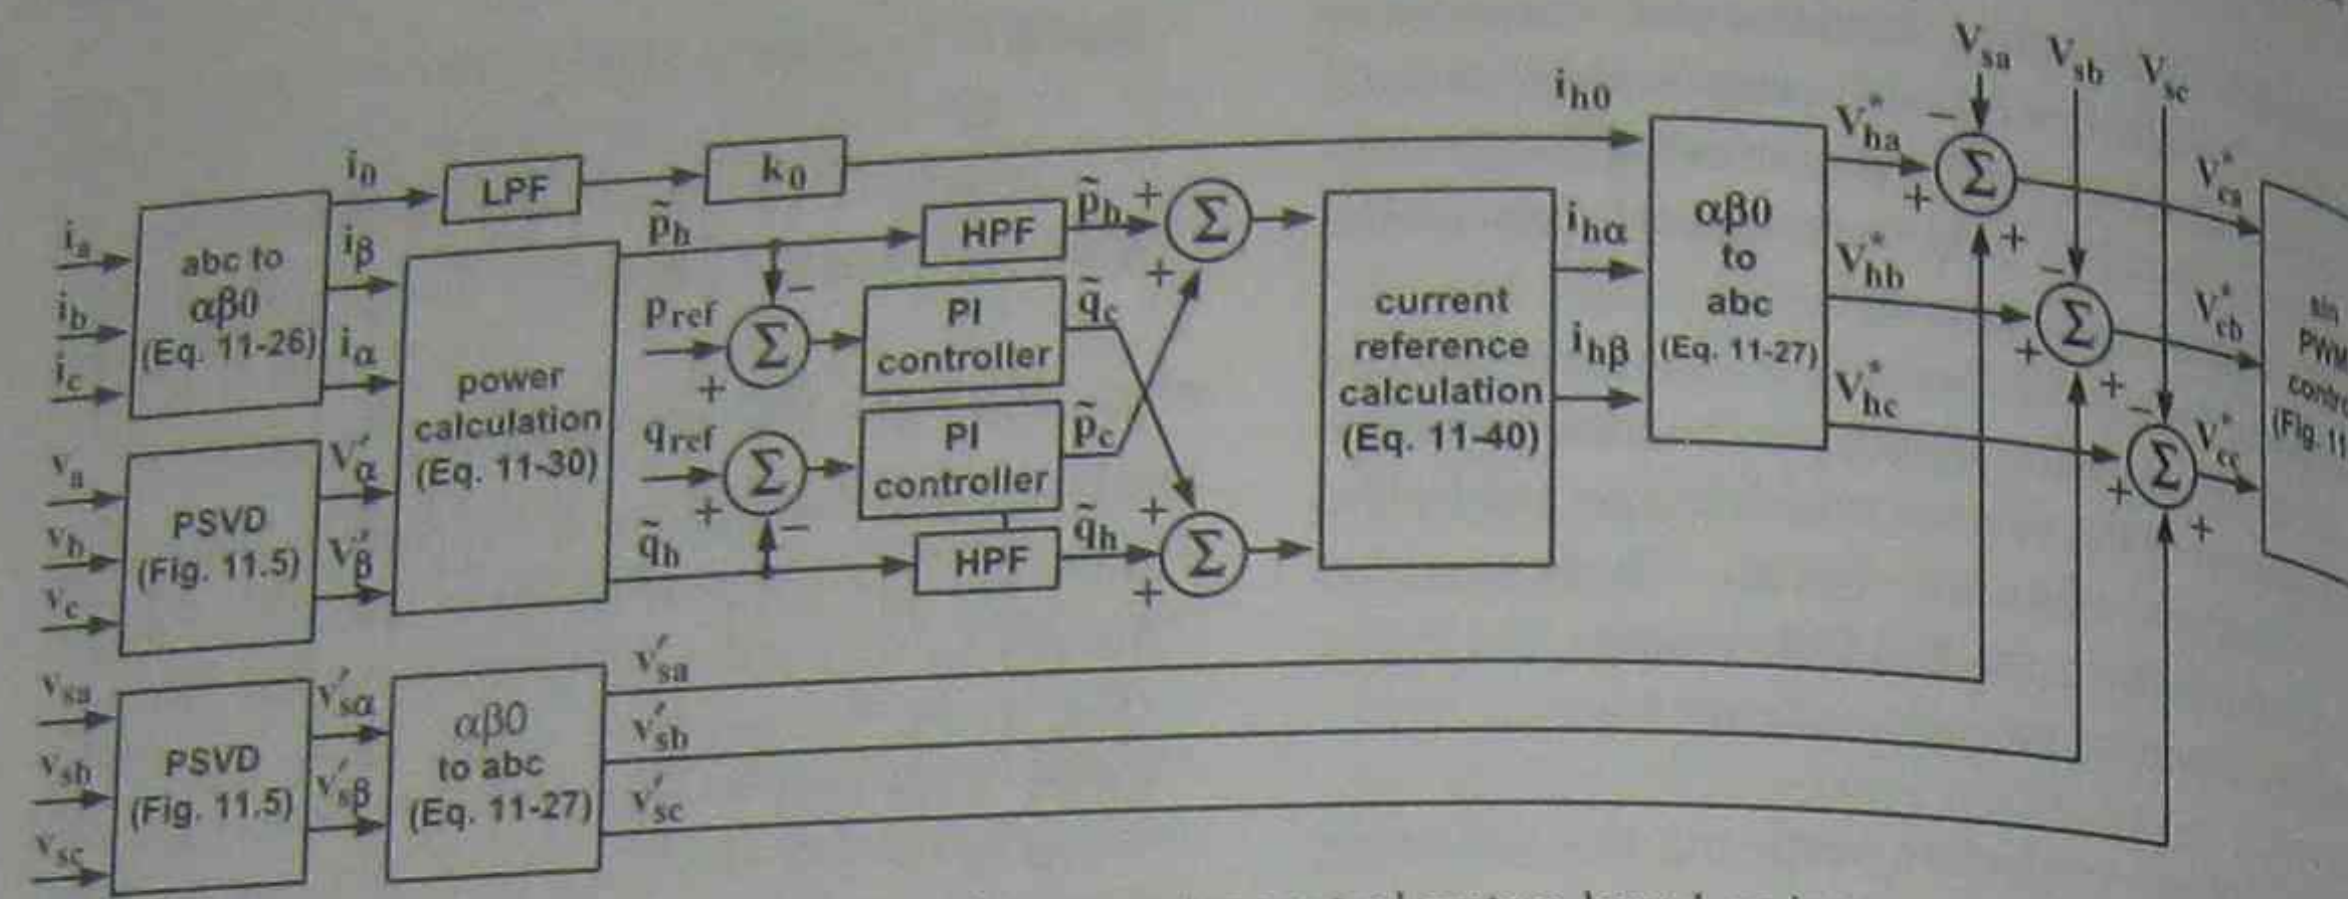 V_sa
V_sb
V_sc
i_h0
V*_ha
V*_ca
i_0
LPF
k_0
i_a
i_b
i_c
abc to
αβ0
(Eq. 11-26)
i_β
i_α
p̃_h
HPF
p̃_h
+
Σ
+
p_ref
−
Σ
+
PI
controller
q̃_c
q_ref
Σ
+
−
PI
controller
p̃_c
power
calculation
(Eq. 11-30)
q̃_h
HPF
q̃_h
+
Σ
+
current
reference
calculation
(Eq. 11-40)
i_hα
i_hβ
αβ0
to
abc
(Eq. 11-27)
−
Σ
+
+
V*_hb
−
Σ
+
+
V*_cb
V*_hc
−
Σ
+
+
V*_cc
sin
PWM
v_a
v_b
v_c
PSVD
(Fig. 11.5)
V′_α
V′_β
v_sa
v_sb
v_sc
PSVD
(Fig. 11.5)
v′_sα
v′_sβ
αβ0
to abc
(Eq. 11-27)
v′_sa
v′_sb
v′_sc